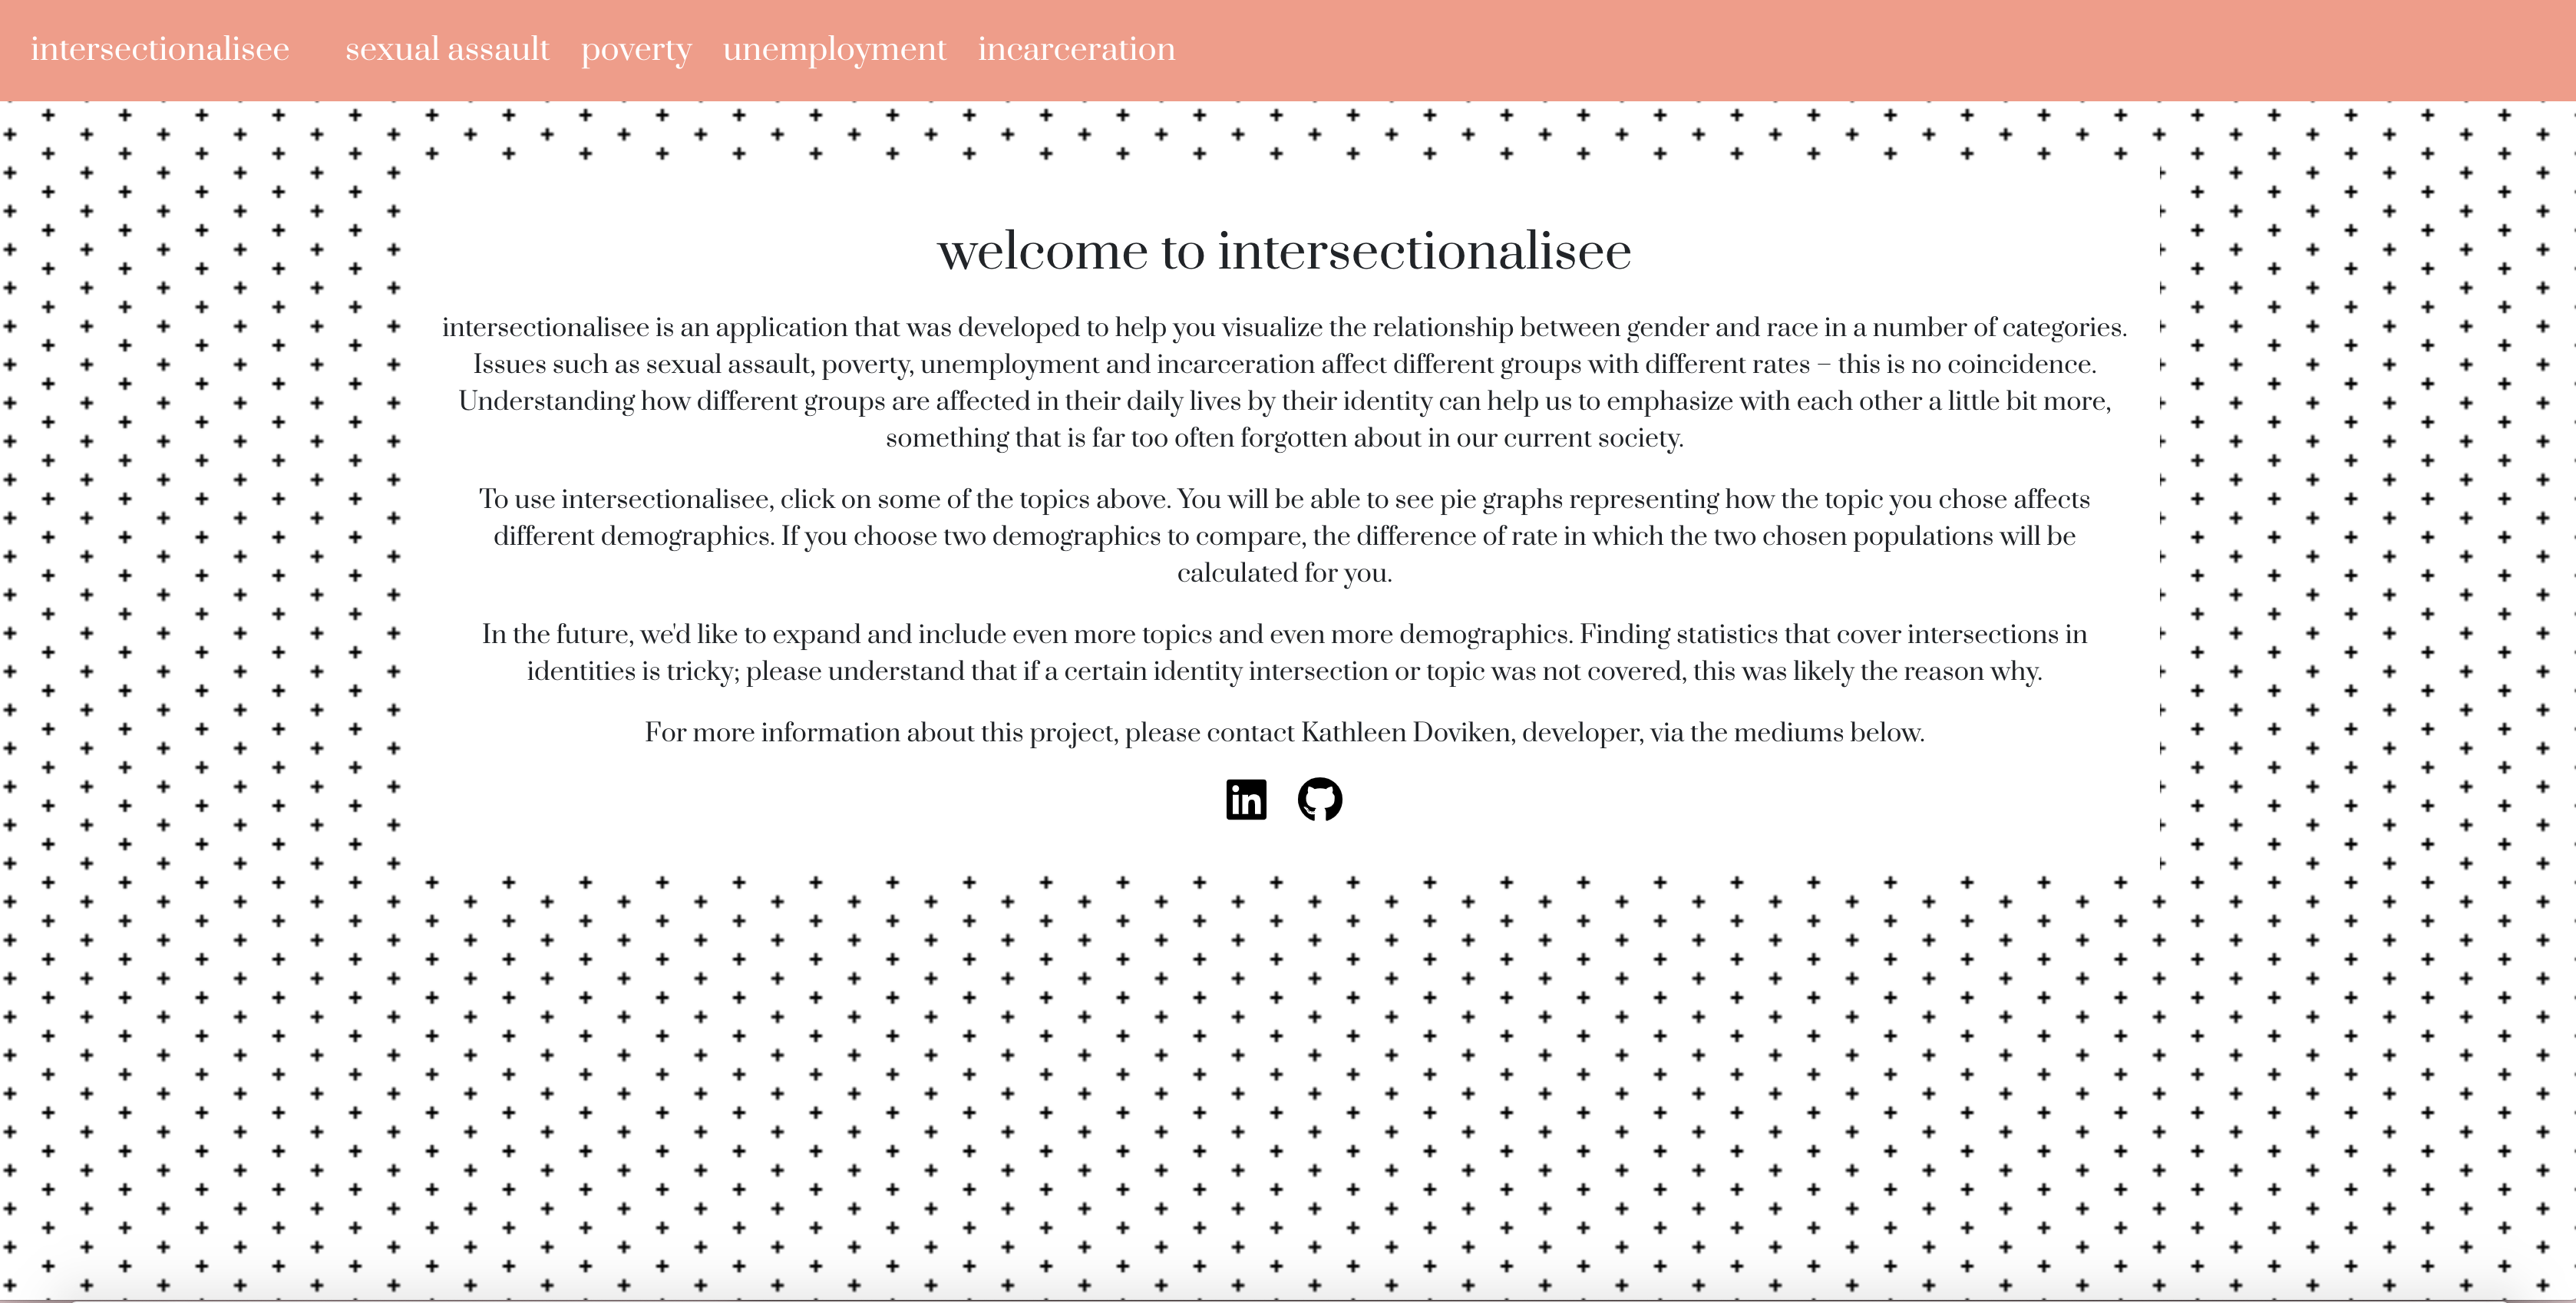 intersectionalisee sexual assault poverty unemployment incarceration
welcome to intersectionalisee
intersectionalisee is an application that was developed to help you visualize the relationship between gender and race in a number of categories.
Issues such as sexual assault, poverty, unemployment and incarceration affect different groups with different rates – this is no coincidence.
Understanding how different groups are affected in their daily lives by their identity can help us to emphasize with each other a little bit more,
something that is far too often forgotten about in our current society.
To use intersectionalisee, click on some of the topics above. You will be able to see pie graphs representing how the topic you chose affects
different demographics. If you choose two demographics to compare, the difference of rate in which the two chosen populations will be
calculated for you.
In the future, we'd like to expand and include even more topics and even more demographics. Finding statistics that cover intersections in
identities is tricky; please understand that if a certain identity intersection or topic was not covered, this was likely the reason why.
For more information about this project, please contact Kathleen Doviken, developer, via the mediums below.
in